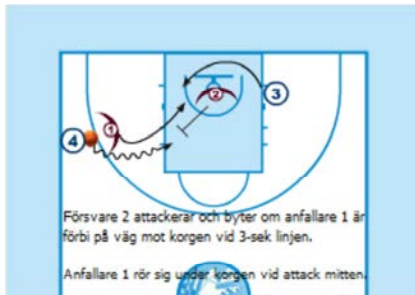 2
3
1
4
Försvare 2 attackerar och byter om anfallare 1 är
förbi på väg mot korgen vid 3-sek linjen.
Anfallare 1 rör sig under korgen vid attack mitten.